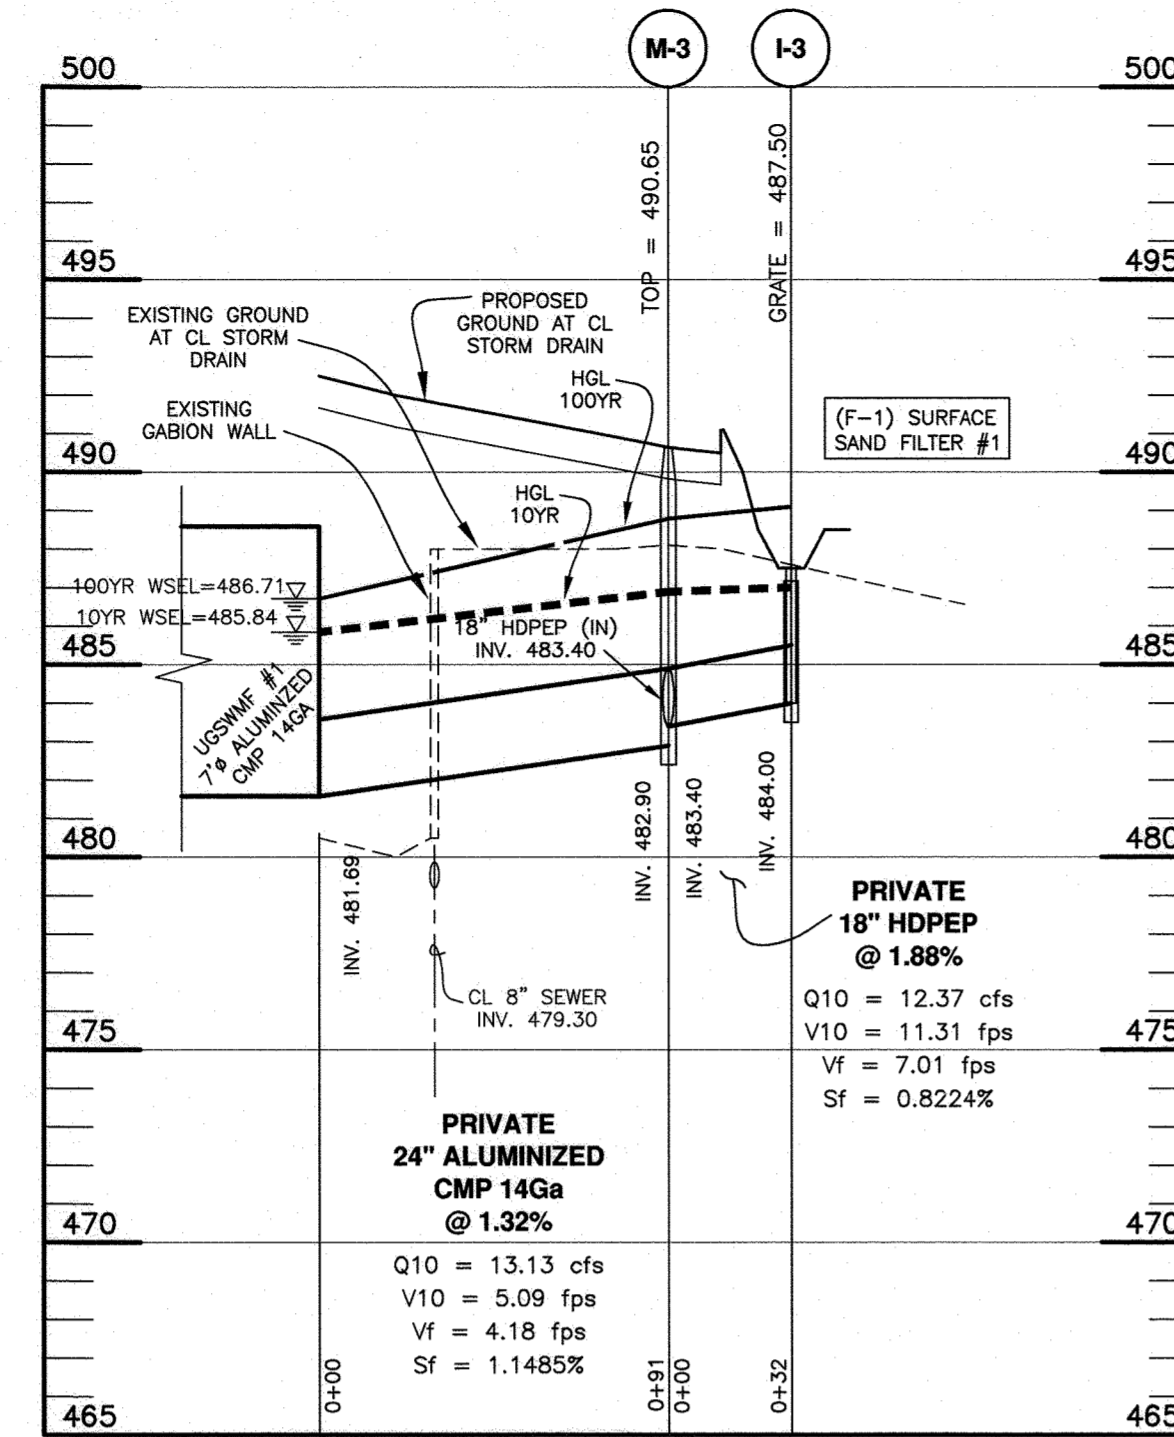 M-3
I-3
500
500
TOP = 490.65
GRATE = 487.50
495
495
EXISTING GROUND
AT CL STORM
DRAIN
PROPOSED
GROUND AT CL
STORM DRAIN
HGL
100YR
EXISTING
GABION WALL
(F-1) SURFACE
SAND FILTER #1
490
490
HGL
10YR
100YR WSEL=486.71
10YR WSEL=485.84
18" HDPEP (IN)
INV. 483.40
485
485
UGSWMF #1
7'ø ALUMINZED
CMP 14GA
INV. 481.69
INV. 482.90
INV. 483.40
INV. 484.00
480
480
PRIVATE
18" HDPEP
@ 1.88%
Q10 = 12.37 cfs
V10 = 11.31 fps
Vf = 7.01 fps
Sf = 0.8224%
CL 8" SEWER
INV. 479.30
475
475
PRIVATE
24" ALUMINIZED
CMP 14Ga
@ 1.32%
Q10 = 13.13 cfs
V10 = 5.09 fps
Vf = 4.18 fps
Sf = 1.1485%
470
470
0+00
0+91
0+00
0+32
465
465